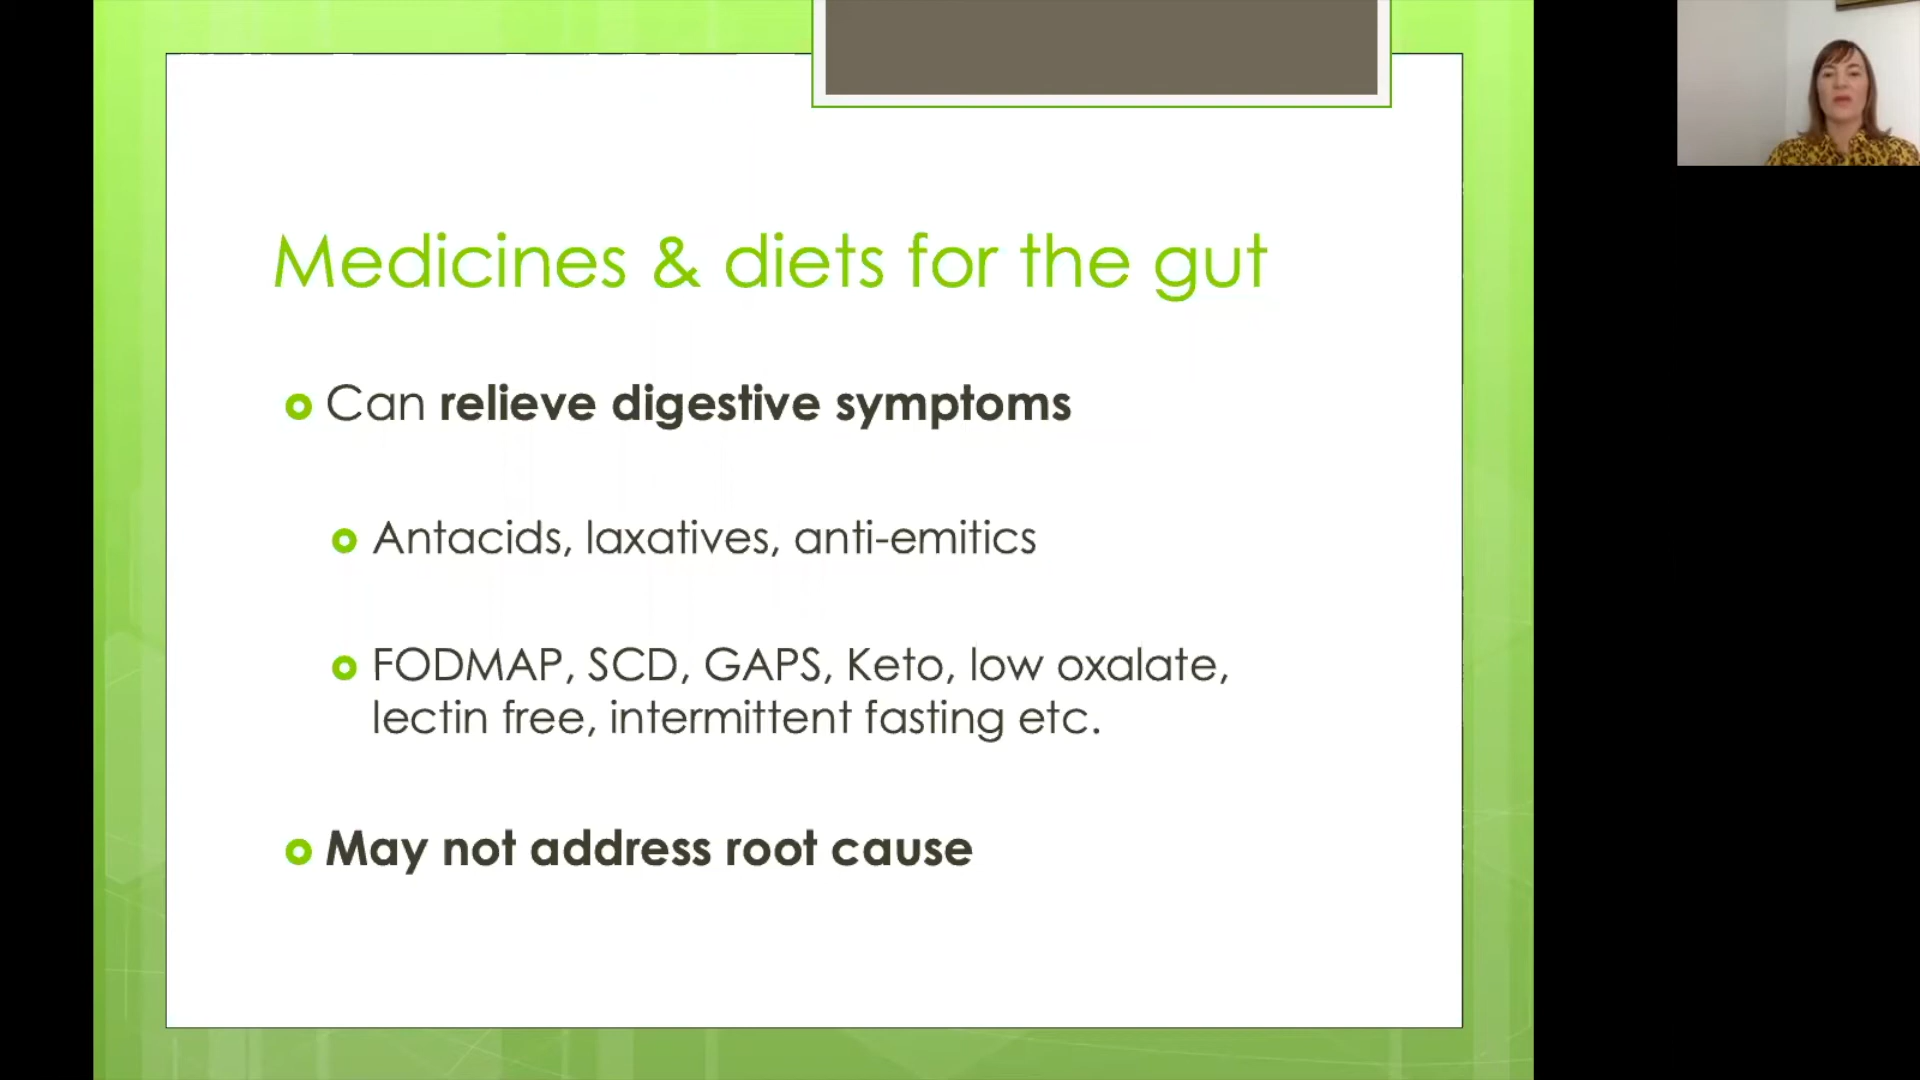 Medicines & diets for the gut
Can relieve digestive symptoms
Antacids, laxatives, anti-emitics
FODMAP, SCD, GAPS, Keto, low oxalate,
lectin free, intermittent fasting etc.
May not address root cause